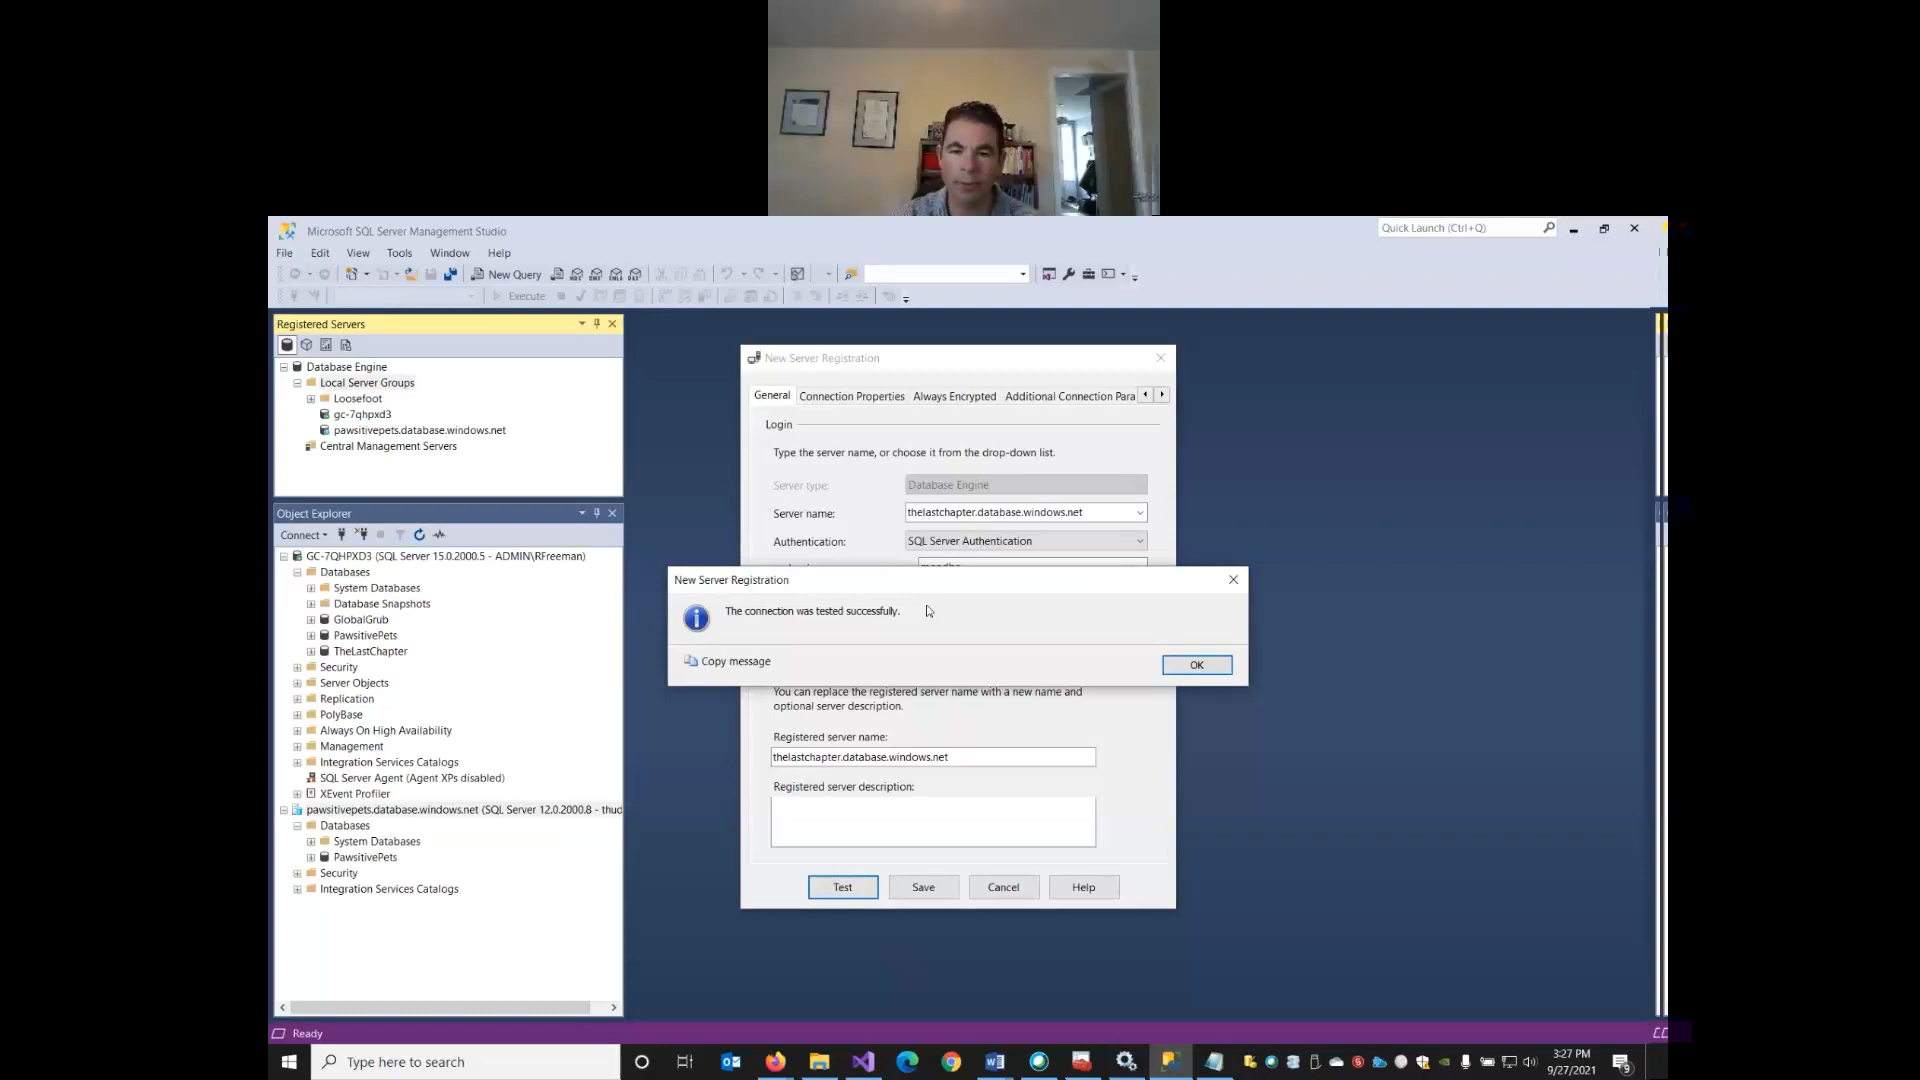 Microsoft SQL Server Management Studio
Quick Launch (Ctrl+Q)
File Edit View Tools Window Help
New Query
Execute
Registered Servers
Database Engine
Local Server Groups
Loosefoot
gc-7qhpxd3
pawsitivepets.database.windows.net
Central Management Servers
Object Explorer
Connect
GC-7QHPXD3 (SQL Server 15.0.2000.5 - ADMIN\RFreeman)
Databases
System Databases
Database Snapshots
GlobalGrub
PawsitivePets
TheLastChapter
Security
Server Objects
Replication
PolyBase
Always On High Availability
Management
Integration Services Catalogs
SQL Server Agent (Agent XPs disabled)
XEvent Profiler
pawsitivepets.database.windows.net (SQL Server 12.0.2000.8 - thud
Databases
System Databases
PawsitivePets
Security
Integration Services Catalogs
New Server Registration
General Connection Properties Always Encrypted Additional Connection Para
Login
Type the server name, or choose it from the drop-down list.
Server type: Database Engine
Server name: thelastchapter.database.windows.net
Authentication: SQL Server Authentication
New Server Registration
The connection was tested successfully.
Copy message
OK
You can replace the registered server name with a new name and
optional server description.
Registered server name:
thelastchapter.database.windows.net
Registered server description:
Test Save Cancel Help
Ready
Type here to search
3:27 PM
9/27/2021
9